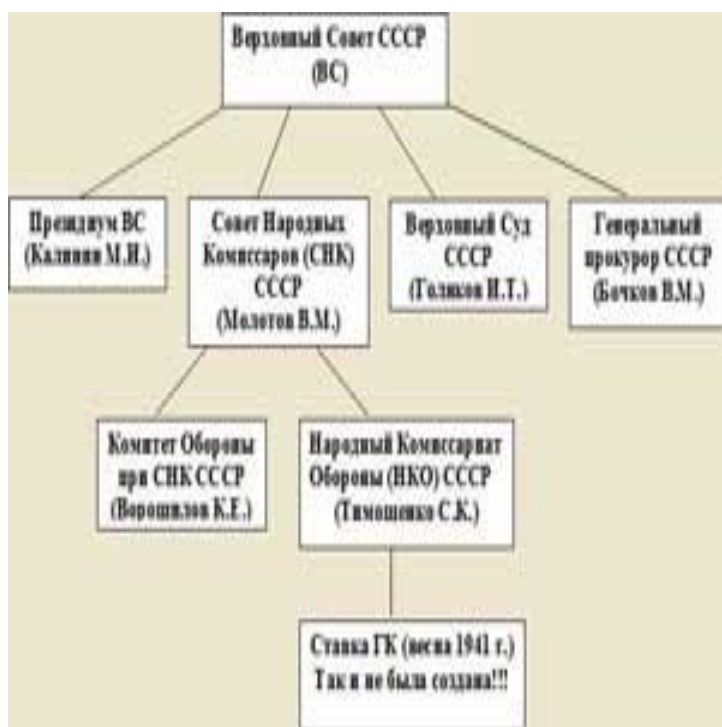 Верховный Совет СССР
(ВС)
Президиум ВС
(Калинин М.И.)
Совет Народных
Комиссаров (СНК)
СССР
(Молотов В.М.)
Верховный Суд
СССР
(Голяков И.Т.)
Генеральный
прокурор СССР
(Бочков В.М.)
Комитет Обороны
при СНК СССР
(Ворошилов К.Е.)
Народный Комиссариат
Обороны (НКО) СССР
(Тимошенко С.К.)
Ставка ГК (весна 1941 г.)
Так и не была создана!!!